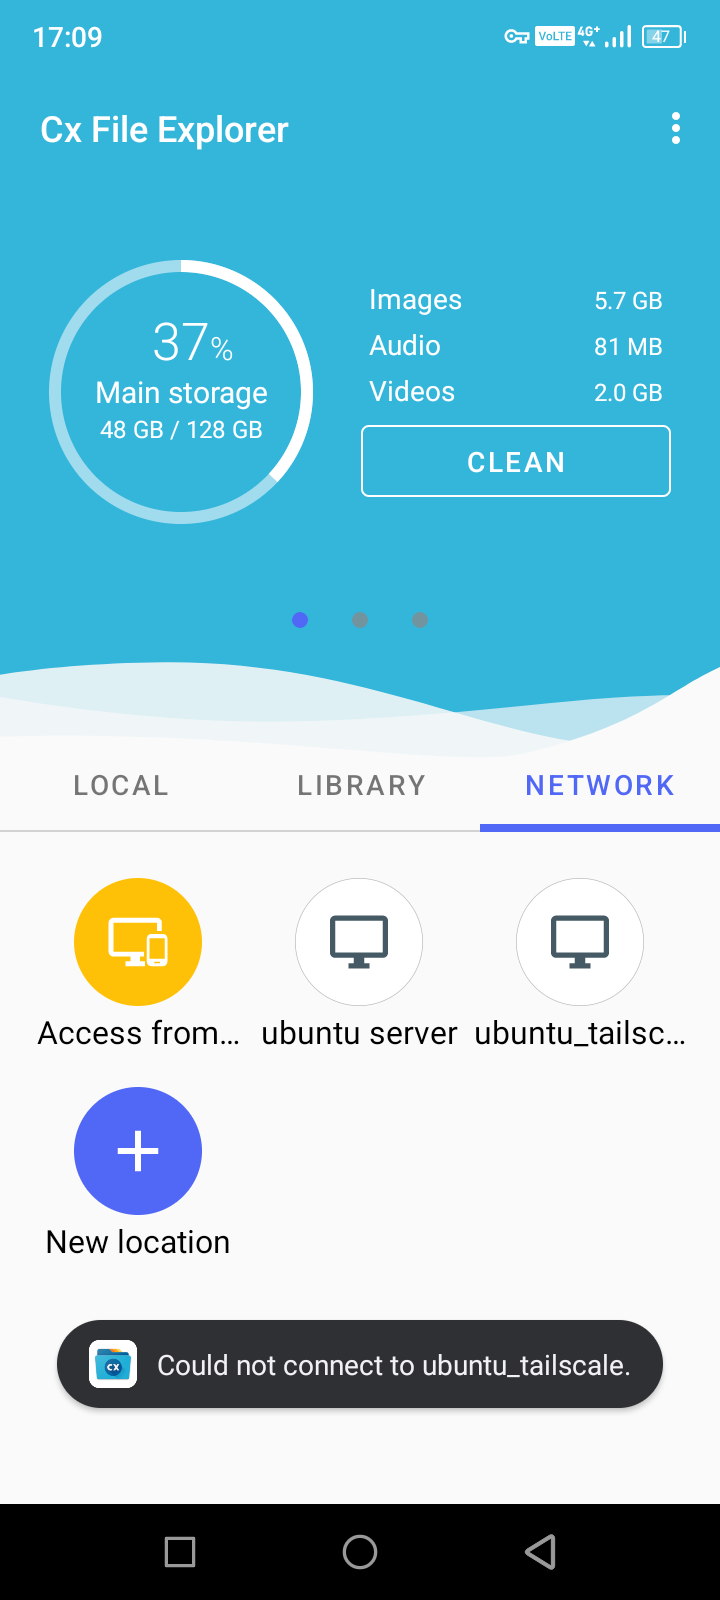 17:09
VoLTE 4G+ 47
Cx File Explorer
37%
Main storage
48 GB / 128 GB
Images 5.7 GB
Audio 81 MB
Videos 2.0 GB
CLEAN
LOCAL LIBRARY NETWORK
Access from... ubuntu server ubuntu_tailsc...
New location
CX
Could not connect to ubuntu_tailscale.